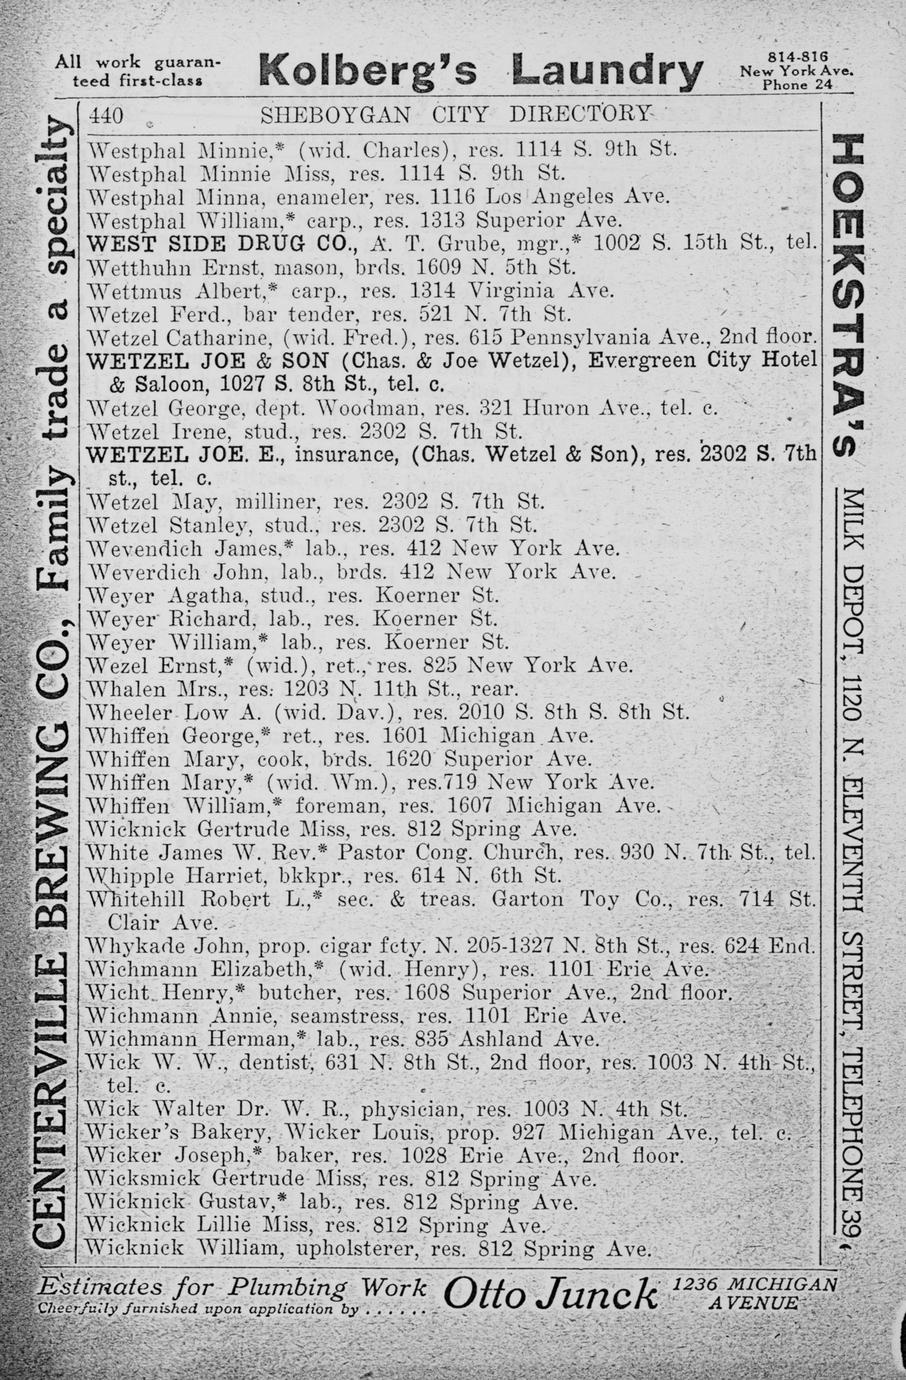 All work guaran-
teed first-class
Kolberg's Laundry
814-816
New York Ave.
Phone 24
440 SHEBOYGAN CITY DIRECTORY
Westphal Minnie,* (wid. Charles), res. 1114 S. 9th St.
Westphal Minnie Miss, res. 1114 S. 9th St.
Westphal Minna, enameler, res. 1116 Los Angeles Ave.
Westphal William,* carp., res. 1313 Superior Ave.
WEST SIDE DRUG CO., A. T. Grube, mgr.,* 1002 S. 15th St., tel.
Wetthuhn Ernst, mason, brds. 1609 N. 5th St.
Wettmus Albert,* carp., res. 1314 Virginia Ave.
Wetzel Ferd., bar tender, res. 521 N. 7th St.
Wetzel Catharine, (wid. Fred.), res. 615 Pennsylvania Ave., 2nd floor.
WETZEL JOE & SON (Chas. & Joe Wetzel), Evergreen City Hotel
& Saloon, 1027 S. 8th St., tel. c.
Wetzel George, dept. Woodman, res. 321 Huron Ave., tel. c.
Wetzel Irene, stud., res. 2302 S. 7th St.
WETZEL JOE. E., insurance, (Chas. Wetzel & Son), res. 2302 S. 7th
st., tel. c.
Wetzel May, milliner, res. 2302 S. 7th St.
Wetzel Stanley, stud., res. 2302 S. 7th St.
Wevendich James,* lab., res. 412 New York Ave.
Weverdich John, lab., brds. 412 New York Ave.
Weyer Agatha, stud., res. Koerner St.
Weyer Richard, lab., res. Koerner St.
Weyer William,* lab., res. Koerner St.
Wezel Ernst,* (wid.), ret., res. 825 New York Ave.
Whalen Mrs., res. 1203 N. 11th St., rear.
Wheeler Low A. (wid. Dav.), res. 2010 S. 8th S. 8th St.
Whiffen George,* ret., res. 1601 Michigan Ave.
Whiffen Mary, cook, brds. 1620 Superior Ave.
Whiffen Mary,* (wid. Wm.), res.719 New York Ave.
Whiffen William,* foreman, res. 1607 Michigan Ave.
Wicknick Gertrude Miss, res. 812 Spring Ave.
White James W. Rev.* Pastor Cong. Church, res. 930 N. 7th St., tel.
Whipple Harriet, bkkpr., res. 614 N. 6th St.
Whitehill Robert L.,* sec. & treas. Garton Toy Co., res. 714 St.
Clair Ave.
Whykade John, prop. cigar fcty. N. 205-1327 N. 8th St., res. 624 End.
Wichmann Elizabeth,* (wid. Henry), res. 1101 Erie Ave.
Wicht Henry,* butcher, res. 1608 Superior Ave., 2nd floor.
Wichmann Annie, seamstress, res. 1101 Erie Ave.
Wichmann Herman,* lab., res. 835 Ashland Ave.
Wick W. W., dentist, 631 N. 8th St., 2nd floor, res. 1003 N. 4th St.,
tel. c.
Wick Walter Dr. W. R., physician, res. 1003 N. 4th St.
Wicker's Bakery, Wicker Louis, prop. 927 Michigan Ave., tel. c.
Wicker Joseph,* baker, res. 1028 Erie Ave., 2nd floor.
Wicksmick Gertrude Miss, res. 812 Spring Ave.
Wicknick Gustav,* lab., res. 812 Spring Ave.
Wicknick Lillie Miss, res. 812 Spring Ave.
Wicknick William, upholsterer, res. 812 Spring Ave.
CENTERVILLE BREWING CO., Family trade a specialty
HOEKSTRA's MILK DEPOT, 1120 N. ELEVENTH STREET, TELEPHONE 39
Estimates for Plumbing Work
Cheerfully furnished upon application by . . . . . .
Otto Junck
1236 MICHIGAN
AVENUE